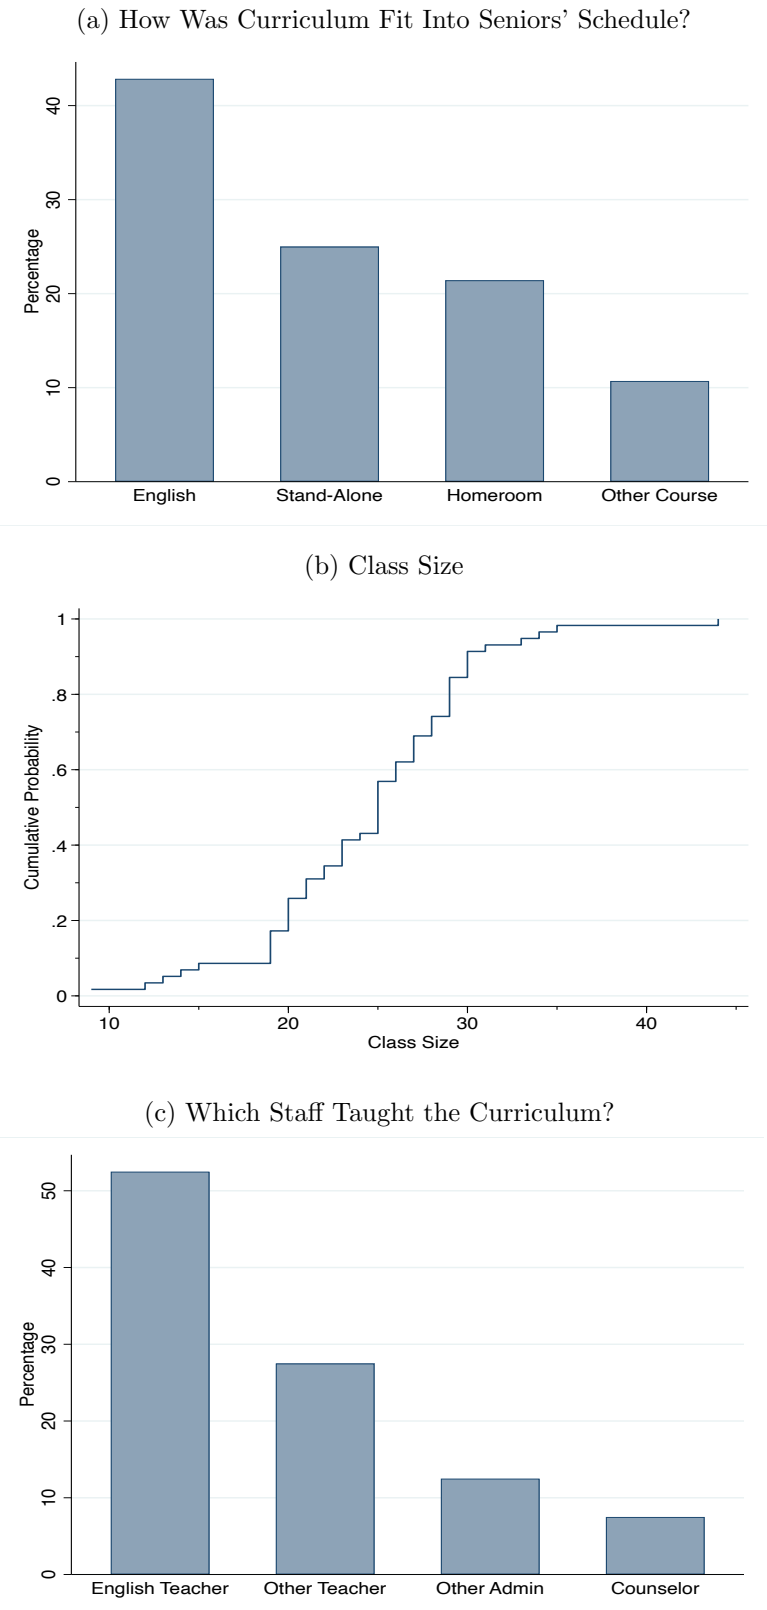 (a) How Was Curriculum Fit Into Seniors’ Schedule?
Percentage
40
30
20
10
0
English Stand-Alone Homeroom Other Course
(b) Class Size
Cumulative Probability
1
.8
.6
.4
.2
0
10 20 30 40
Class Size
(c) Which Staff Taught the Curriculum?
Percentage
50
40
30
20
10
0
English Teacher Other Teacher Other Admin Counselor